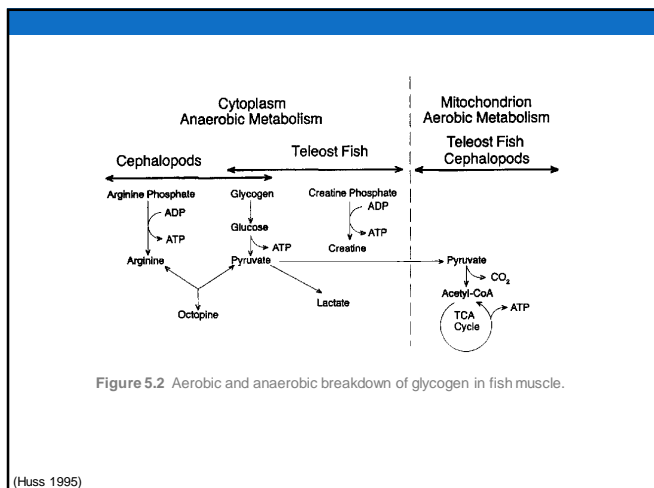 Cytoplasm
Anaerobic Metabolism
Mitochondrion
Aerobic Metabolism
Cephalopods
Teleost Fish
Teleost Fish
Cephalopods
Arginine Phosphate
Glycogen
Creatine Phosphate
ADP
ATP
Arginine
Glucose
ATP
Pyruvate
ADP
ATP
Creatine
Octopine
Lactate
Pyruvate
CO₂
Acetyl-CoA
TCA
Cycle
ATP
Figure 5.2 Aerobic and anaerobic breakdown of glycogen in fish muscle.
(Huss 1995)